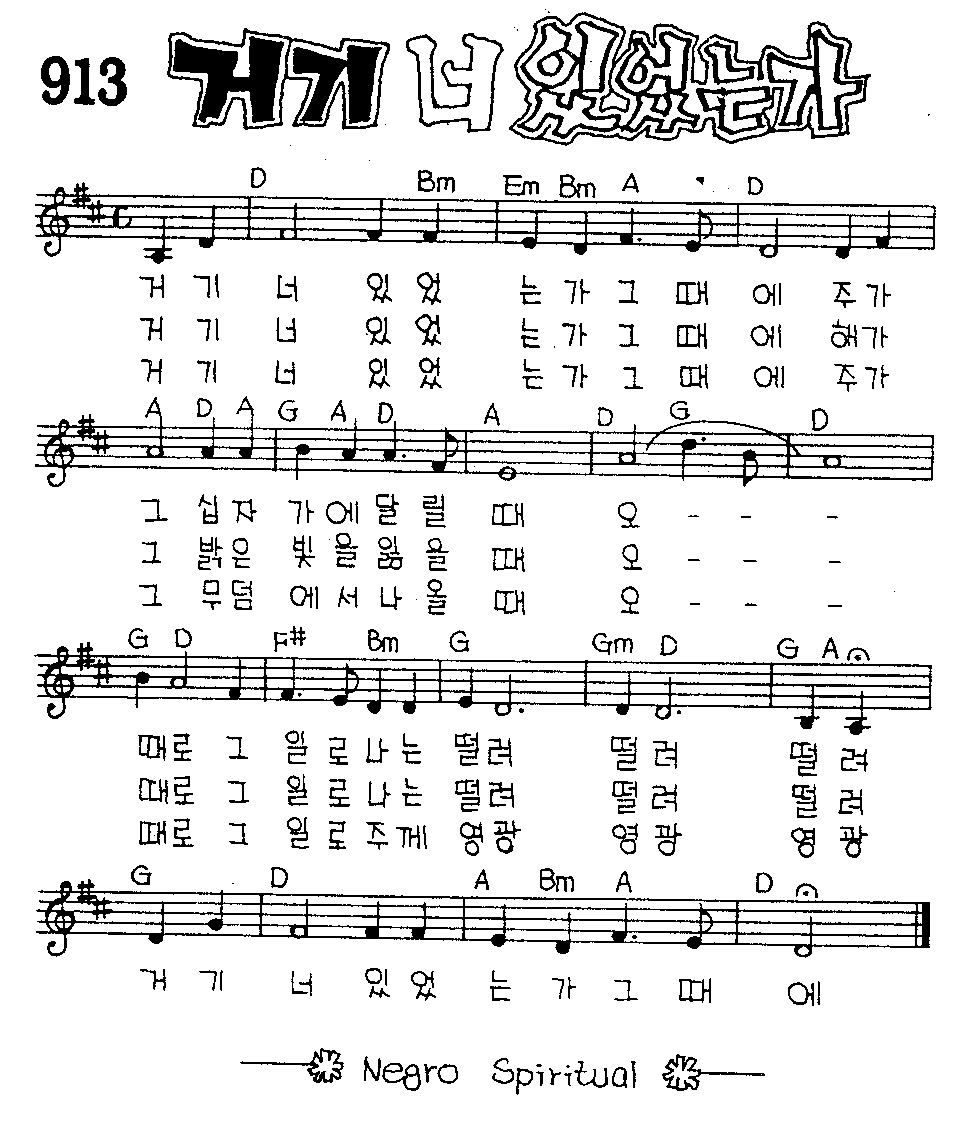 913 거기 너 있었는가
D Bm Em Bm A D
거 기 너 있 었 는 가 그 때 에 주 가
거 기 너 있 었 는 가 그 때 에 해 가
거 기 너 있 었 는 가 그 때 에 주 가
A D A G A D A D G D
그 십 자 가 에 달 릴 때 오 - - -
그 밝 은 빛 을 잃 을 때 오 - - -
그 무 덤 에 서 나 올 때 오 - - -
G D F# Bm G Gm D G A
때로 그 일 로 나 는 떨려 떨려 떨려
때로 그 일 로 나 는 떨려 떨려 떨려
때로 그 일 로 주 께 영광 영광 영광
G D A Bm A D
거 기 너 있 었 는 가 그 때 에
Negro Spiritual